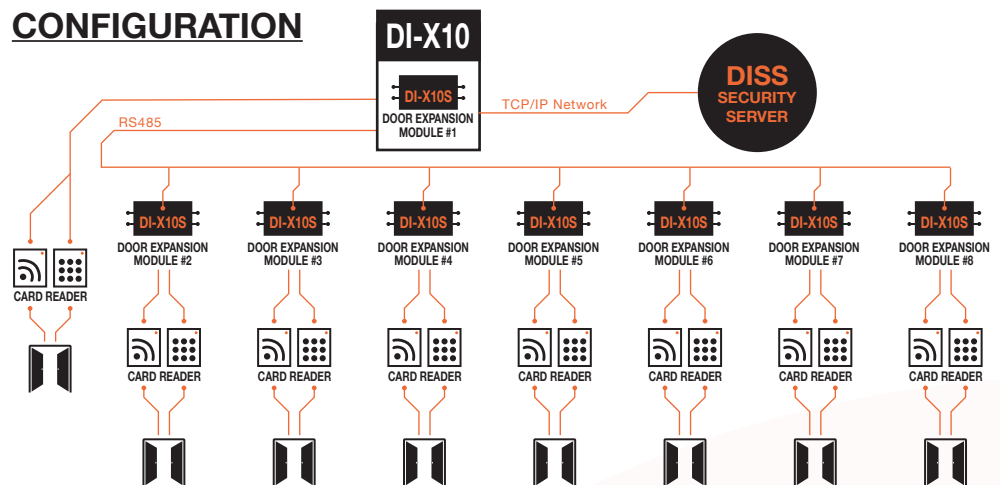 CONFIGURATION
DI-X10
DI-X10S
DOOR EXPANSION
MODULE #1
TCP/IP Network
DISS
SECURITY
SERVER
RS485
DI-X10S
DOOR EXPANSION
MODULE #2
DI-X10S
DOOR EXPANSION
MODULE #3
DI-X10S
DOOR EXPANSION
MODULE #4
DI-X10S
DOOR EXPANSION
MODULE #5
DI-X10S
DOOR EXPANSION
MODULE #6
DI-X10S
DOOR EXPANSION
MODULE #7
DI-X10S
DOOR EXPANSION
MODULE #8
CARD READER
CARD READER
CARD READER
CARD READER
CARD READER
CARD READER
CARD READER
CARD READER